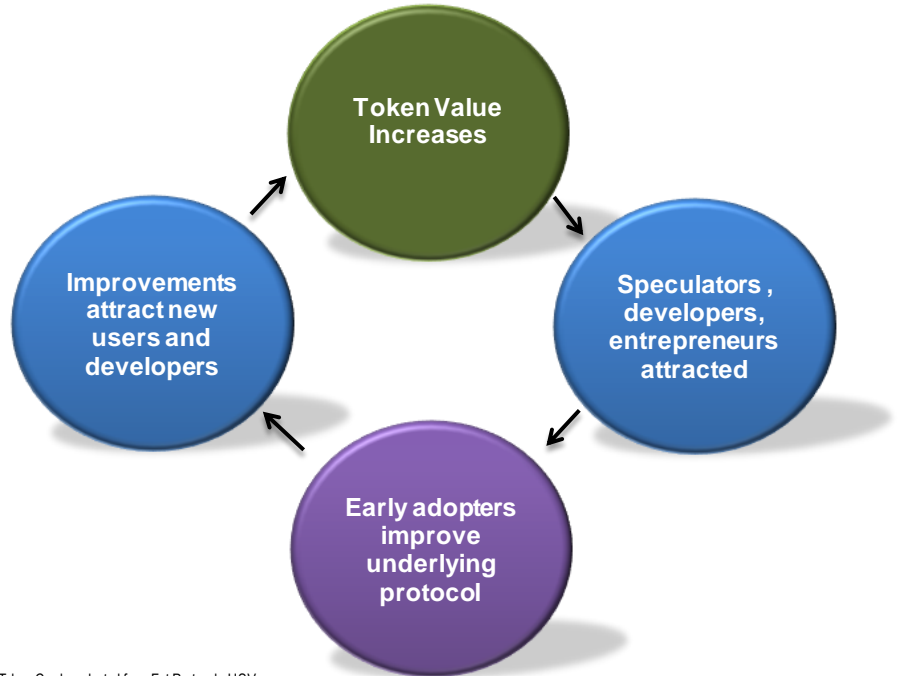 Token Value
Increases
Speculators ,
developers,
entrepreneurs
attracted
Early adopters
improve
underlying
protocol
Improvements
attract new
users and
developers